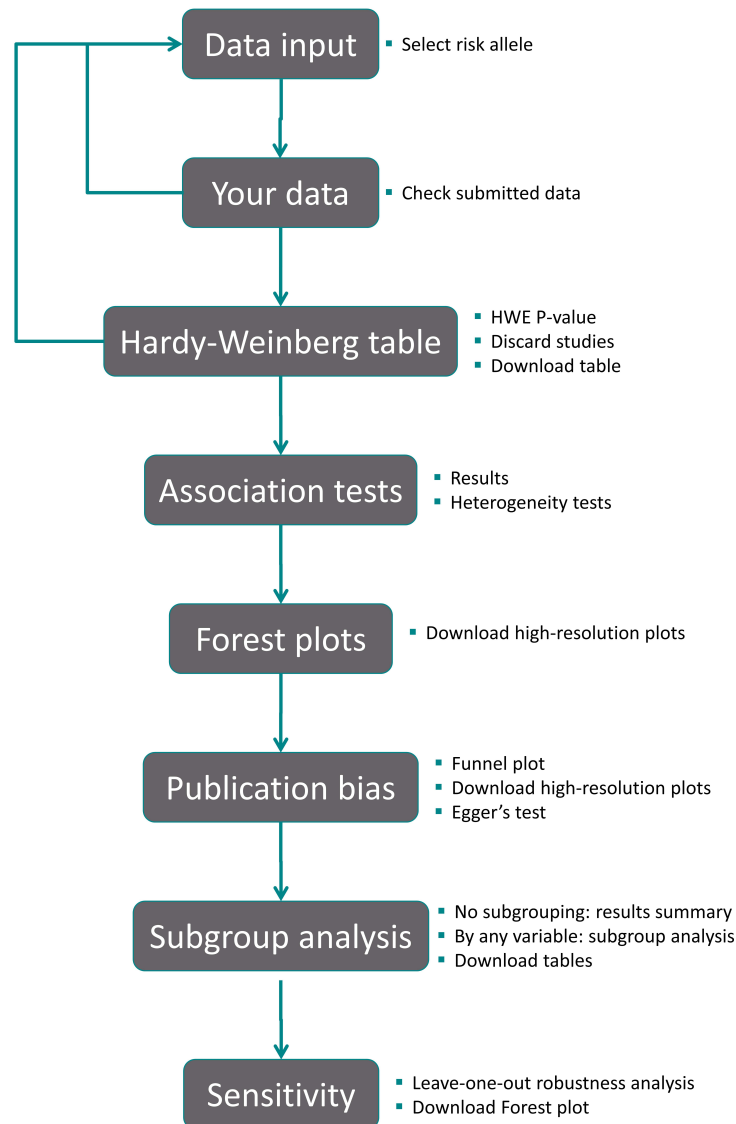 Data input
▪ Select risk allele
Your data
▪ Check submitted data
Hardy-Weinberg table
▪ HWE P-value
▪ Discard studies
▪ Download table
Association tests
▪ Results
▪ Heterogeneity tests
Forest plots
▪ Download high-resolution plots
Publication bias
▪ Funnel plot
▪ Download high-resolution plots
▪ Egger’s test
Subgroup analysis
▪ No subgrouping: results summary
▪ By any variable: subgroup analysis
▪ Download tables
Sensitivity
▪ Leave-one-out robustness analysis
▪ Download Forest plot